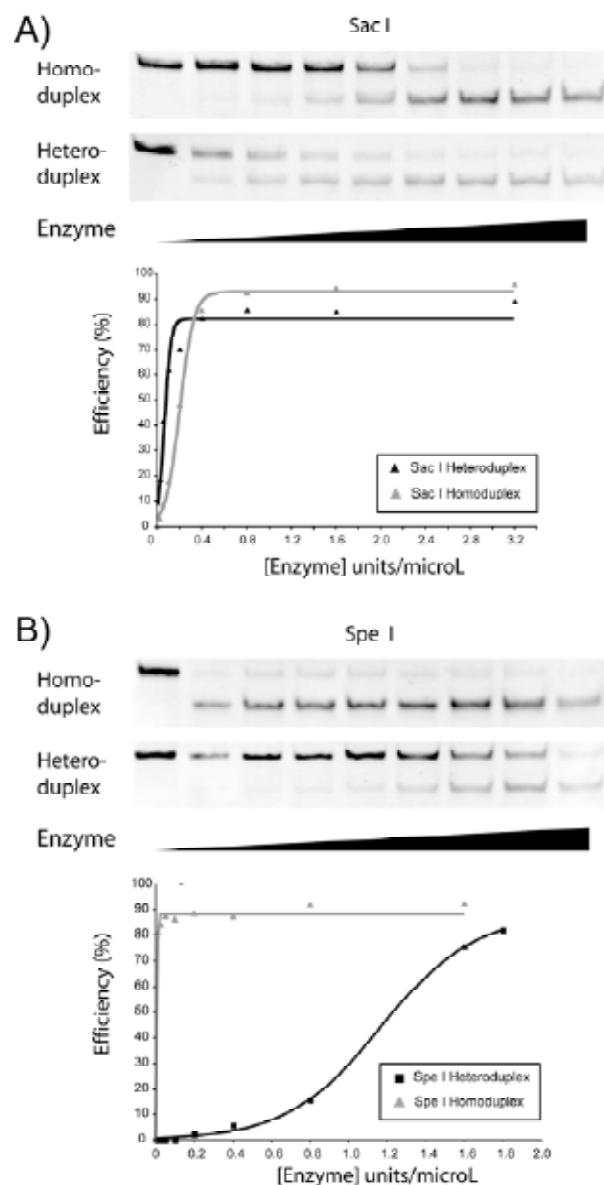 A)
Sac I
Homo-
duplex
Hetero-
duplex
Enzyme
100
90
80
70
60
50
40
30
20
10
0
Efficiency (%)
Sac I Heteroduplex
Sac I Homoduplex
0 0.4 0.8 1.2 1.6 2.0 2.4 2.8 3.2
[Enzyme] units/microL
B)
Spe I
Homo-
duplex
Hetero-
duplex
Enzyme
100
90
80
70
60
50
40
30
20
10
0
Efficiency (%)
Spe I Heteroduplex
Spe I Homoduplex
0.0 0.2 0.4 0.6 0.8 1.0 1.2 1.4 1.6 1.8 2.0
[Enzyme] units/microL